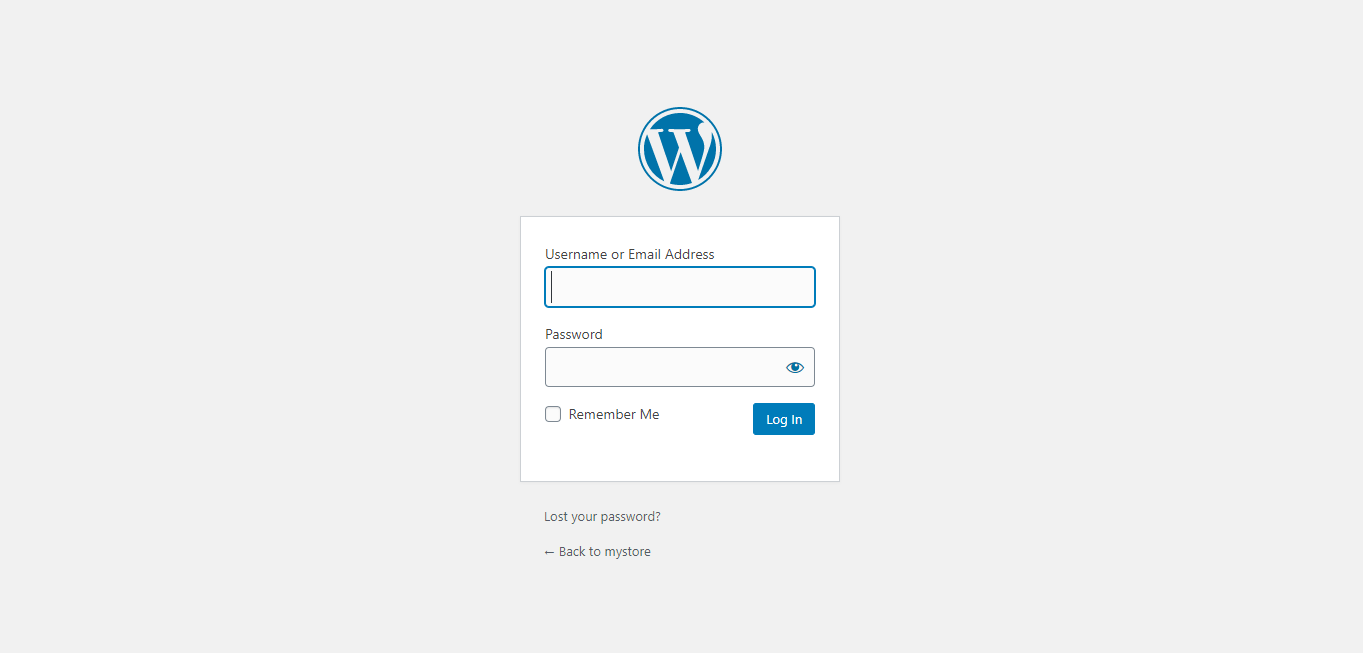 Username or Email Address
Password
Remember Me
Log In
Lost your password?
← Back to mystore